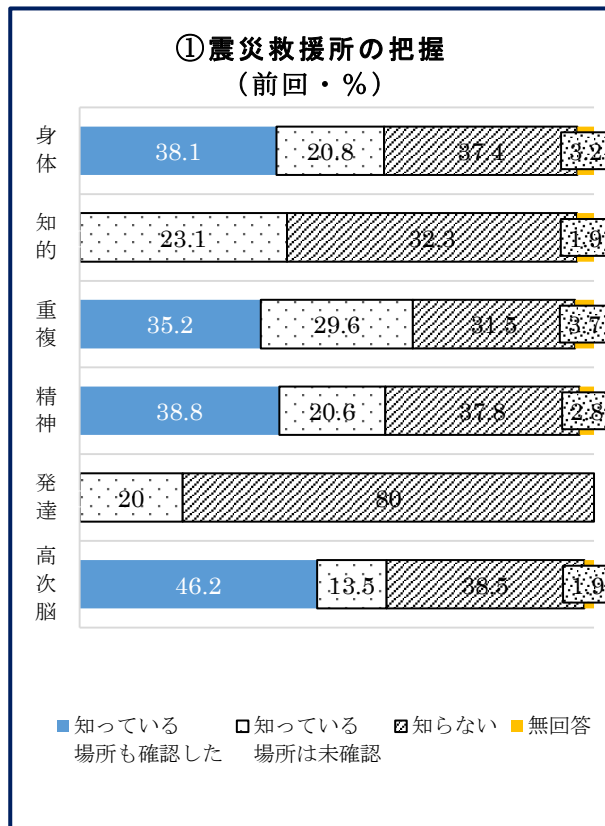 ①震災救援所の把握
(前回・%)
身体
38.1 20.8 37.4 3.2
知的
23.1 32.3 1.9
重複
35.2 29.6 31.5 3.7
精神
38.8 20.6 37.8 2.8
発達
20 80
高次脳
46.2 13.5 38.5 1.9
知っている 知っている 知らない 無回答
場所も確認した 場所は未確認